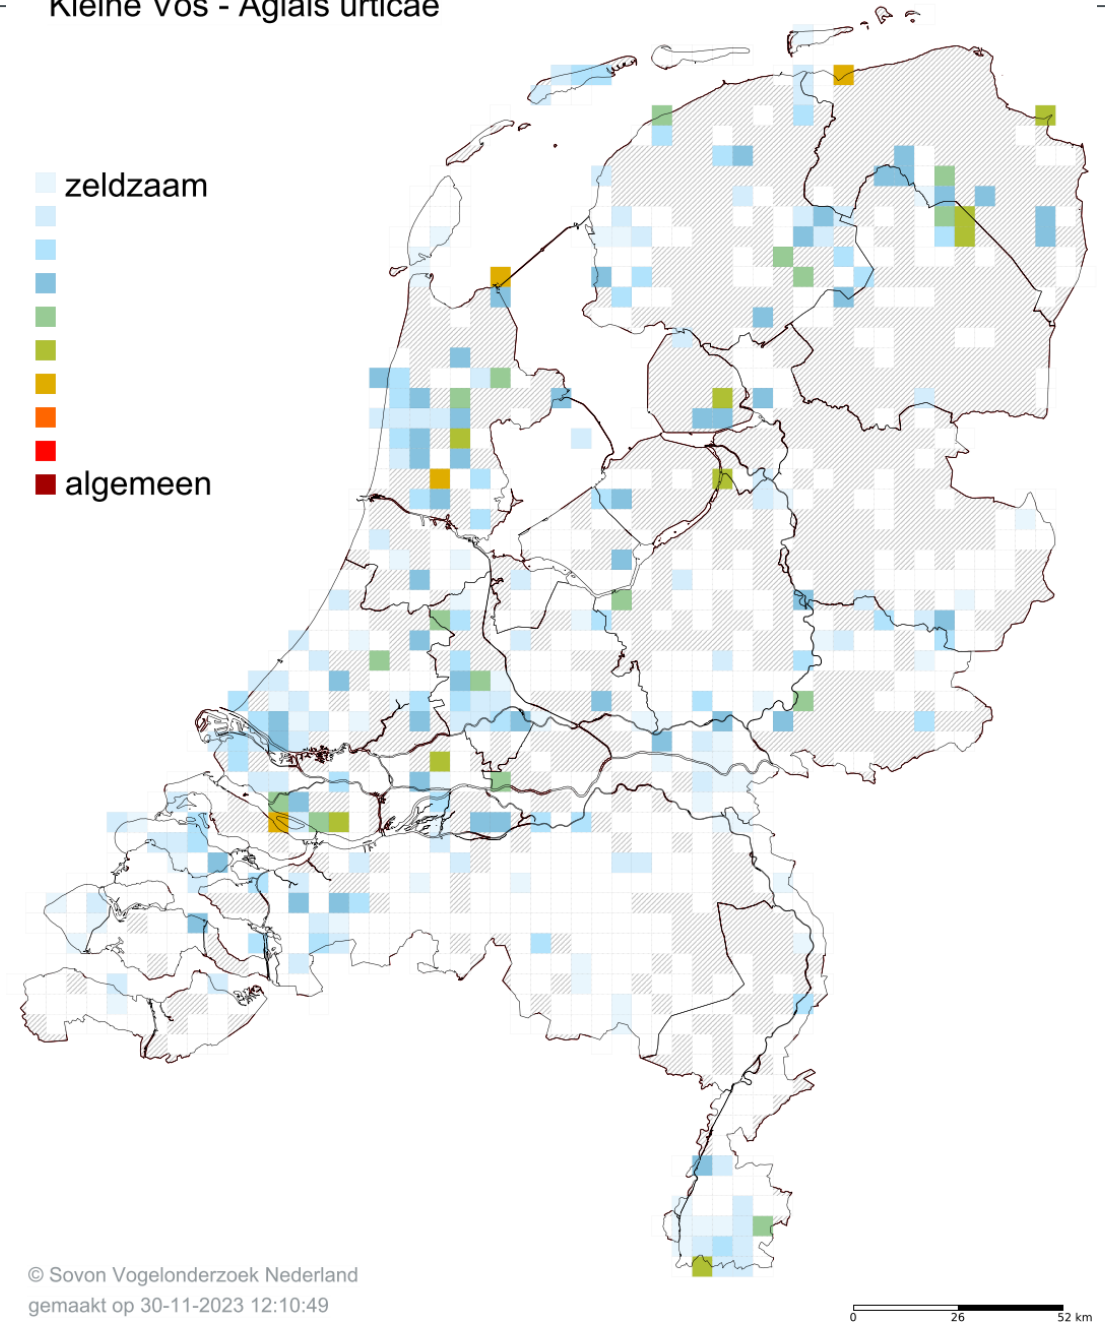 Kleine Vos - Aglais urticae
zeldzaam
algemeen
© Sovon Vogelonderzoek Nederland
gemaakt op 30-11-2023 12:10:49
0 26 52 km